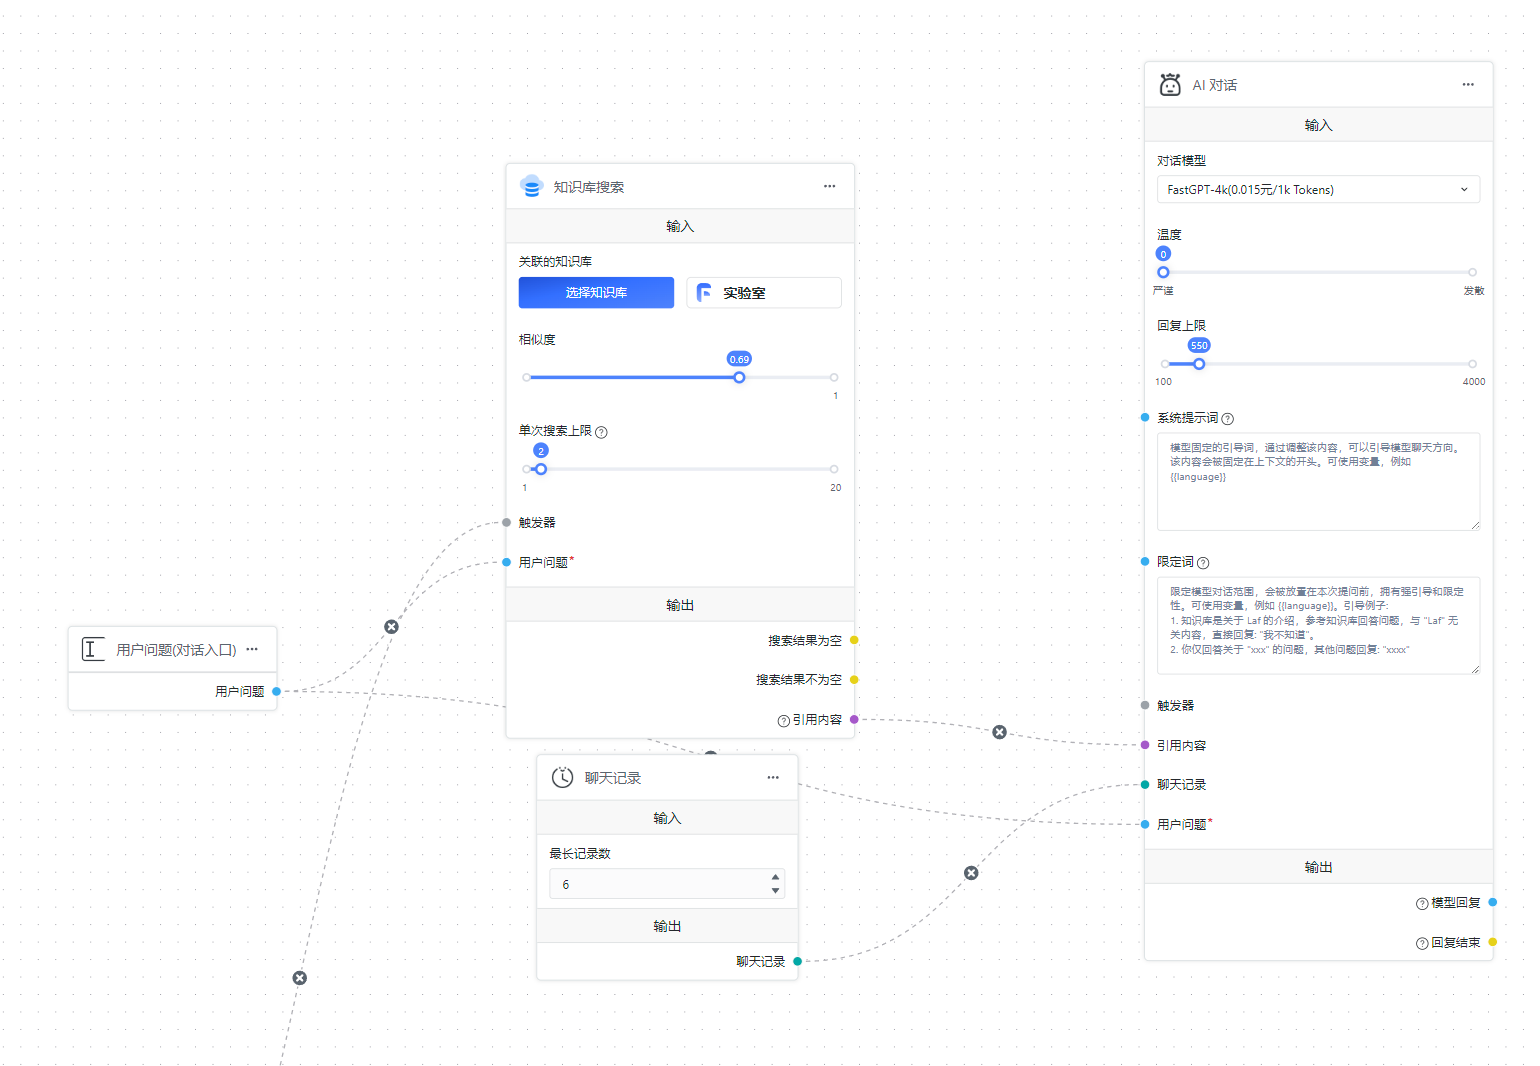 用户问题(对话入口)
用户问题
知识库搜索
输入
关联的知识库
选择知识库
实验室
相似度
0.69
1
单次搜索上限
2
1
20
触发器
用户问题*
输出
搜索结果为空
搜索结果不为空
引用内容
聊天记录
输入
最长记录数
6
输出
聊天记录
AI 对话
输入
对话模型
FastGPT-4k(0.015元/1k Tokens)
温度
0
严谨
发散
回复上限
550
100
4000
系统提示词
模型固定的引导词，通过调整该内容，可以引导模型聊天方向。
该内容会被固定在上下文的开头。可使用变量，例如
{{language}}
限定词
限定模型对话范围，会被放置在本次提问前，拥有强引导和限定
性。可使用变量，例如 {{language}}。引导例子:
1. 知识库是关于 Laf 的介绍，参考知识库回答问题，与 "Laf" 无
关内容，直接回复: "我不知道"。
2. 你仅回答关于 "xxx" 的问题，其他问题回复: "xxxx"
触发器
引用内容
聊天记录
用户问题*
输出
模型回复
回复结束